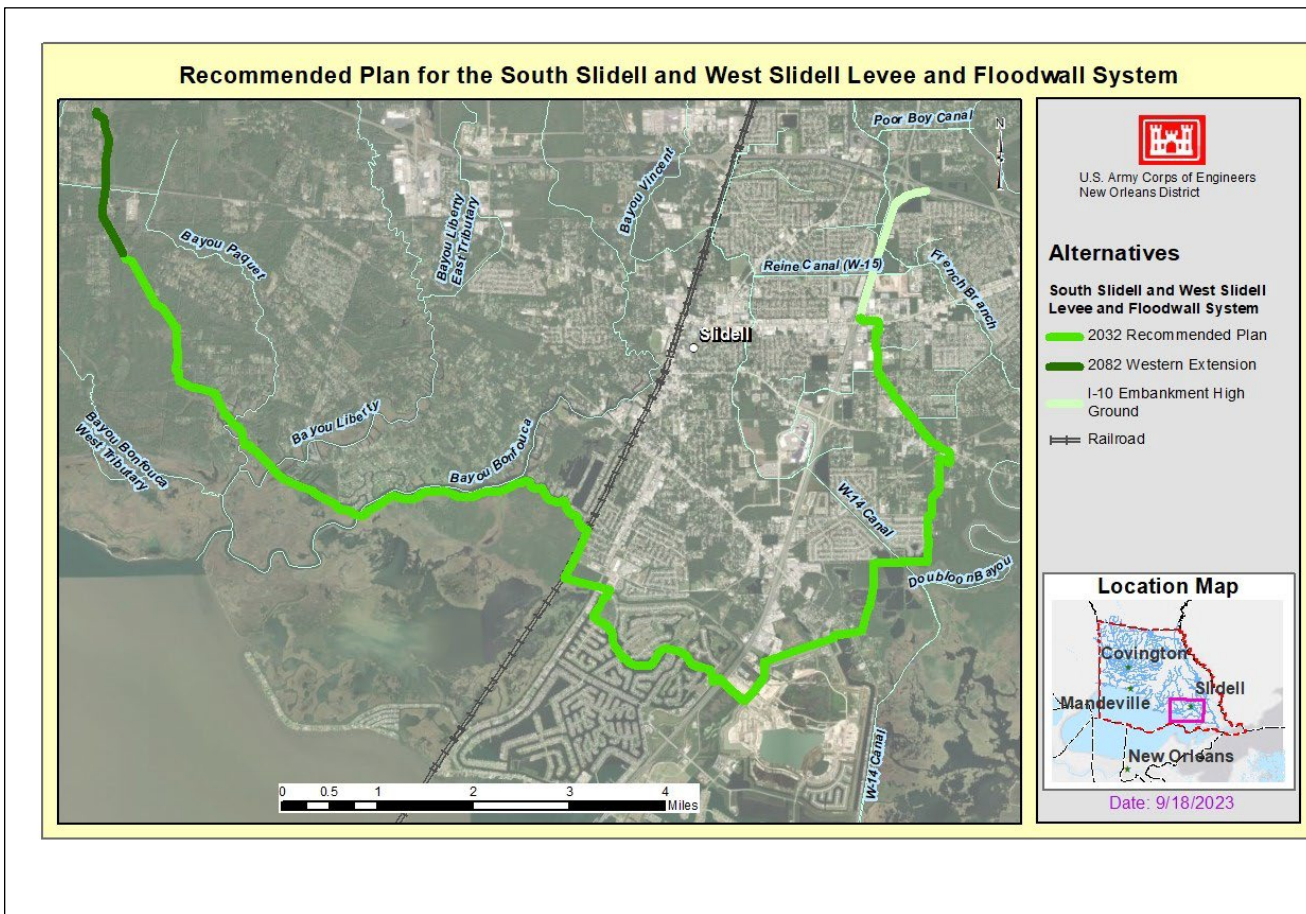 Recommended Plan for the South Slidell and West Slidell Levee and Floodwall System
Poor Boy Canal
N
Bayou Vincent
Bayou Liberty
East Tributary
Bayou Paquet
Reine Canal (W-15)
French Branch
Slidell
Bayou Liberty
Bayou Bonfouca
West Tributary
Bayou Bonfouca
W-14 Canal
Doubloon Bayou
W-14 Canal
0 0.5 1 2 3 4
Miles
U.S. Army Corps of Engineers
New Orleans District
Alternatives
South Slidell and West Slidell
Levee and Floodwall System
2032 Recommended Plan
2082 Western Extension
I-10 Embankment High
Ground
Railroad
Location Map
Covington
Slidell
Mandeville
New Orleans
Date: 9/18/2023